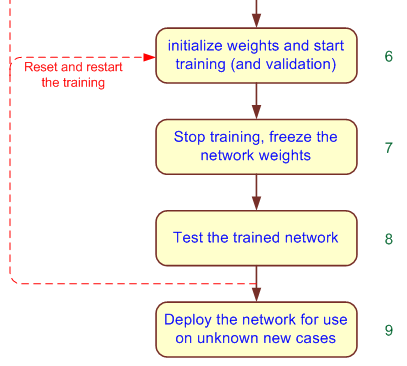 initialize weights and start
training (and validation)
6
Reset and restart
the training
Stop training, freeze the
network weights
7
Test the trained network
8
Deploy the network for use
on unknown new cases
9